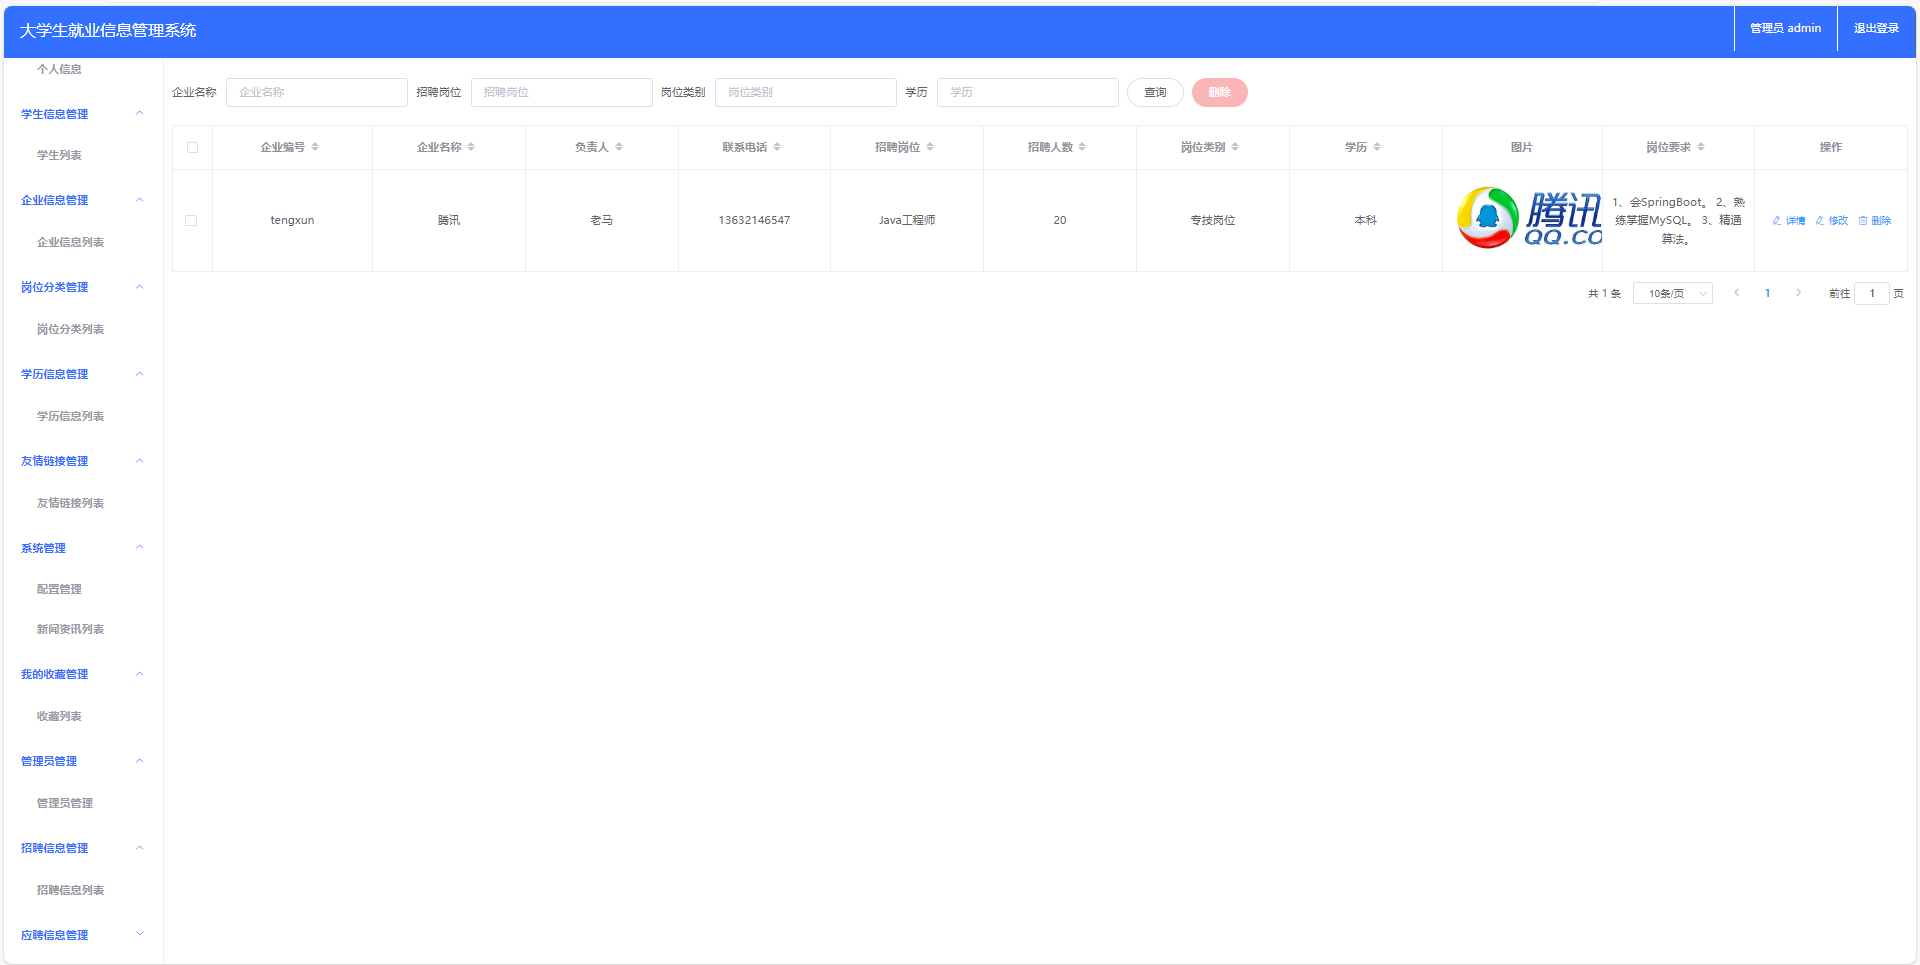 大学生就业信息管理系统
管理员 admin
退出登录
个人信息
学生信息管理
学生列表
企业信息管理
企业信息列表
岗位分类管理
岗位分类列表
学历信息管理
学历信息列表
友情链接管理
友情链接列表
系统管理
配置管理
新闻资讯列表
我的收藏管理
收藏列表
管理员管理
管理员管理
招聘信息管理
招聘信息列表
应聘信息管理
企业名称 企业名称 招聘岗位 招聘岗位 岗位类别 岗位类别 学历 学历 查询 删除
企业编号 企业名称 负责人 联系电话 招聘岗位 招聘人数 岗位类别 学历 图片 岗位要求 操作
tengxun 腾讯 老马 13632146547 Java工程师 20 专技岗位 本科
腾讯
QQ.CO
1、会SpringBoot。 2、熟
练掌握MySQL。 3、精通
算法。
详情 修改 删除
共 1 条 10条/页 1 前往 1 页